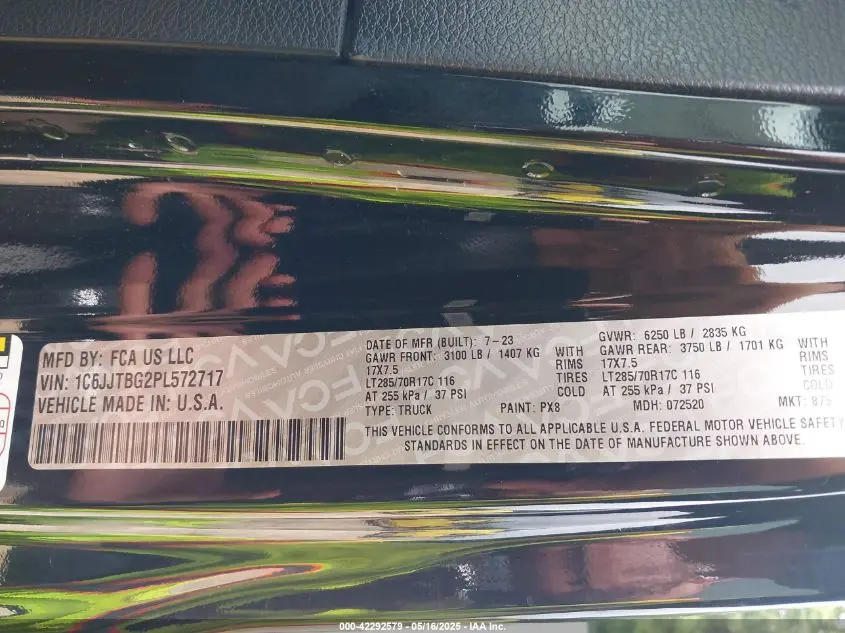 MFD BY: FCA US LLC
VIN: 1C6JJTBG2PL572717
VEHICLE MADE IN: U.S.A.
DATE OF MFR (BUILT): 7-23
GAWR FRONT: 3100 LB / 1407 KG WITH
17X7.5 RIMS
LT285/70R17C 116 TIRES
AT 255 kPa / 37 PSI COLD
TYPE: TRUCK PAINT: PX8
GVWR: 6250 LB / 2835 KG
GAWR REAR: 3750 LB / 1701 KG WITH
17X7.5 RIMS
LT285/70R17C 116 TIRES
AT 255 kPa / 37 PSI COLD
MDH: 072520 MKT:
THIS VEHICLE CONFORMS TO ALL APPLICABLE U.S.A. FEDERAL MOTOR VEHICLE SAFETY
STANDARDS IN EFFECT ON THE DATE OF MANUFACTURE SHOWN ABOVE.
000-42292579 - 05/16/2025 - IAA Inc.